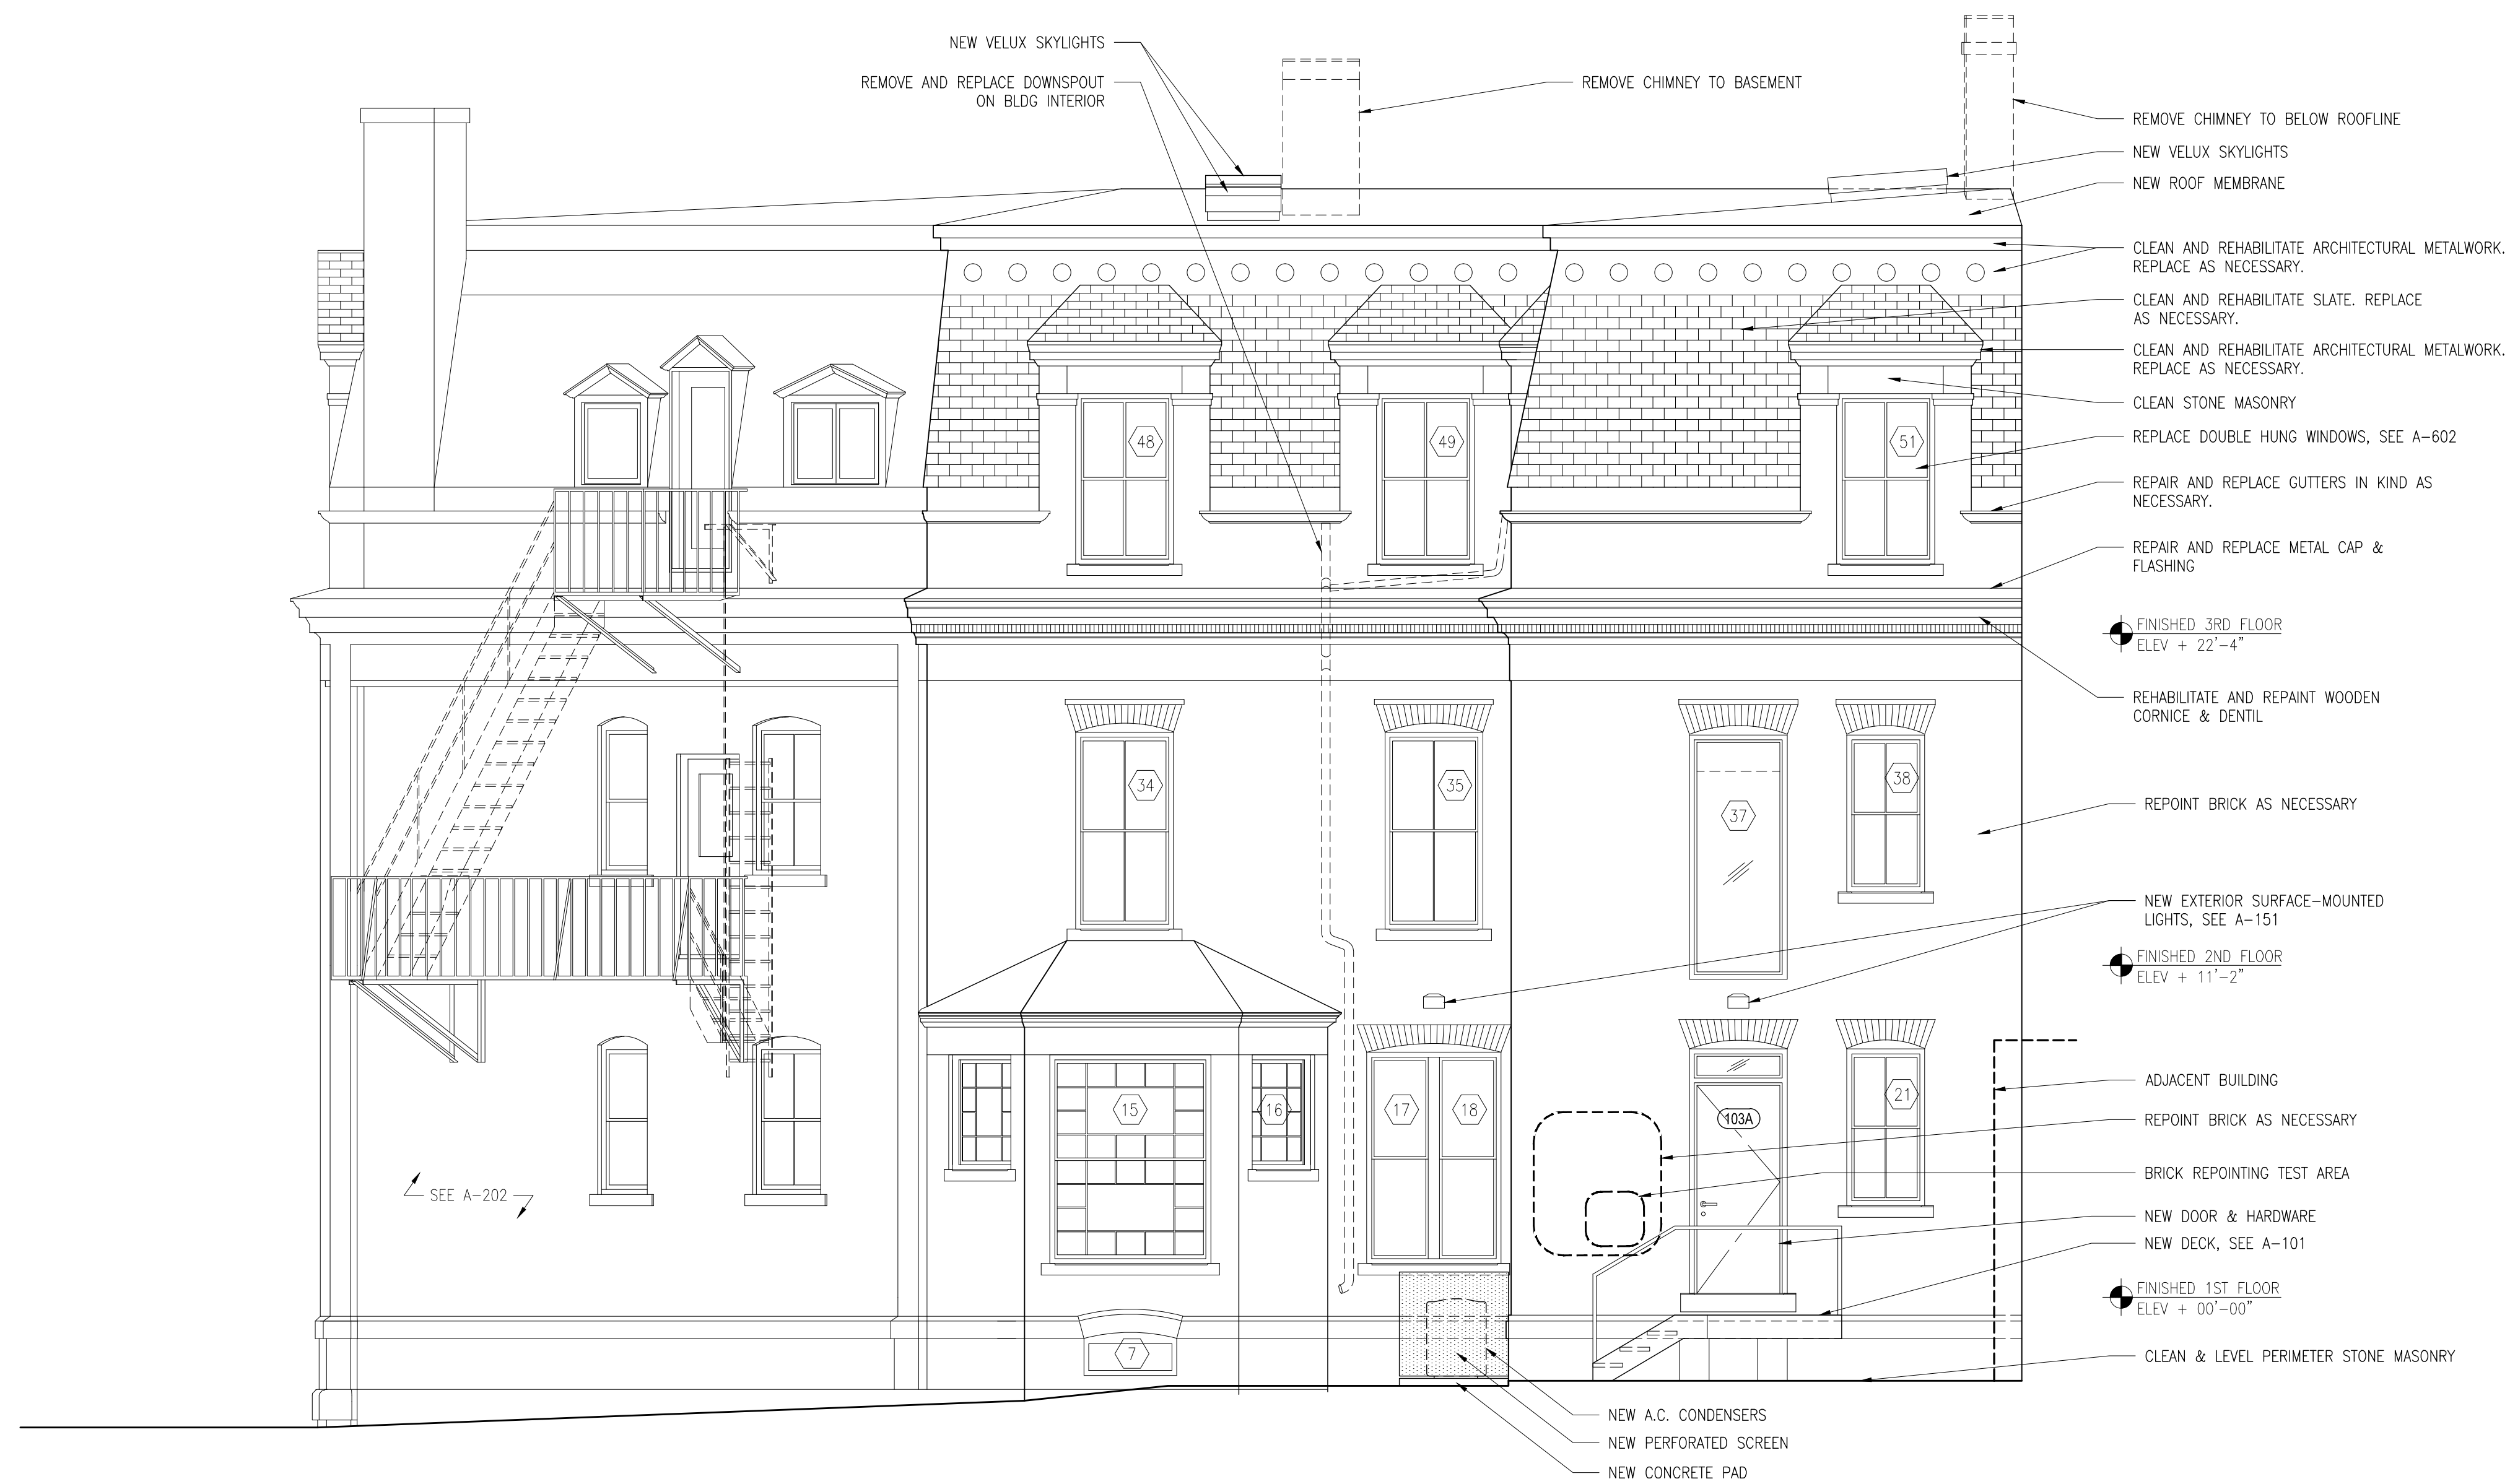 NEW VELUX SKYLIGHTS
REMOVE AND REPLACE DOWNSPOUT
ON BLDG INTERIOR
REMOVE CHIMNEY TO BASEMENT
REMOVE CHIMNEY TO BELOW ROOFLINE
NEW VELUX SKYLIGHTS
NEW ROOF MEMBRANE
CLEAN AND REHABILITATE ARCHITECTURAL METALWORK.
REPLACE AS NECESSARY.
CLEAN AND REHABILITATE SLATE. REPLACE
AS NECESSARY.
CLEAN AND REHABILITATE ARCHITECTURAL METALWORK.
REPLACE AS NECESSARY.
CLEAN STONE MASONRY
48
49
51
REPLACE DOUBLE HUNG WINDOWS, SEE A-602
REPAIR AND REPLACE GUTTERS IN KIND AS
NECESSARY.
REPAIR AND REPLACE METAL CAP &
FLASHING
FINISHED 3RD FLOOR
ELEV + 22'-4"
REHABILITATE AND REPAINT WOODEN
CORNICE & DENTIL
34
35
37
38
REPOINT BRICK AS NECESSARY
NEW EXTERIOR SURFACE-MOUNTED
LIGHTS, SEE A-151
FINISHED 2ND FLOOR
ELEV + 11'-2"
ADJACENT BUILDING
15
16
17
18
103A
21
REPOINT BRICK AS NECESSARY
BRICK REPOINTING TEST AREA
SEE A-202
NEW DOOR & HARDWARE
NEW DECK, SEE A-101
FINISHED 1ST FLOOR
ELEV + 00'-00"
7
CLEAN & LEVEL PERIMETER STONE MASONRY
NEW A.C. CONDENSERS
NEW PERFORATED SCREEN
NEW CONCRETE PAD